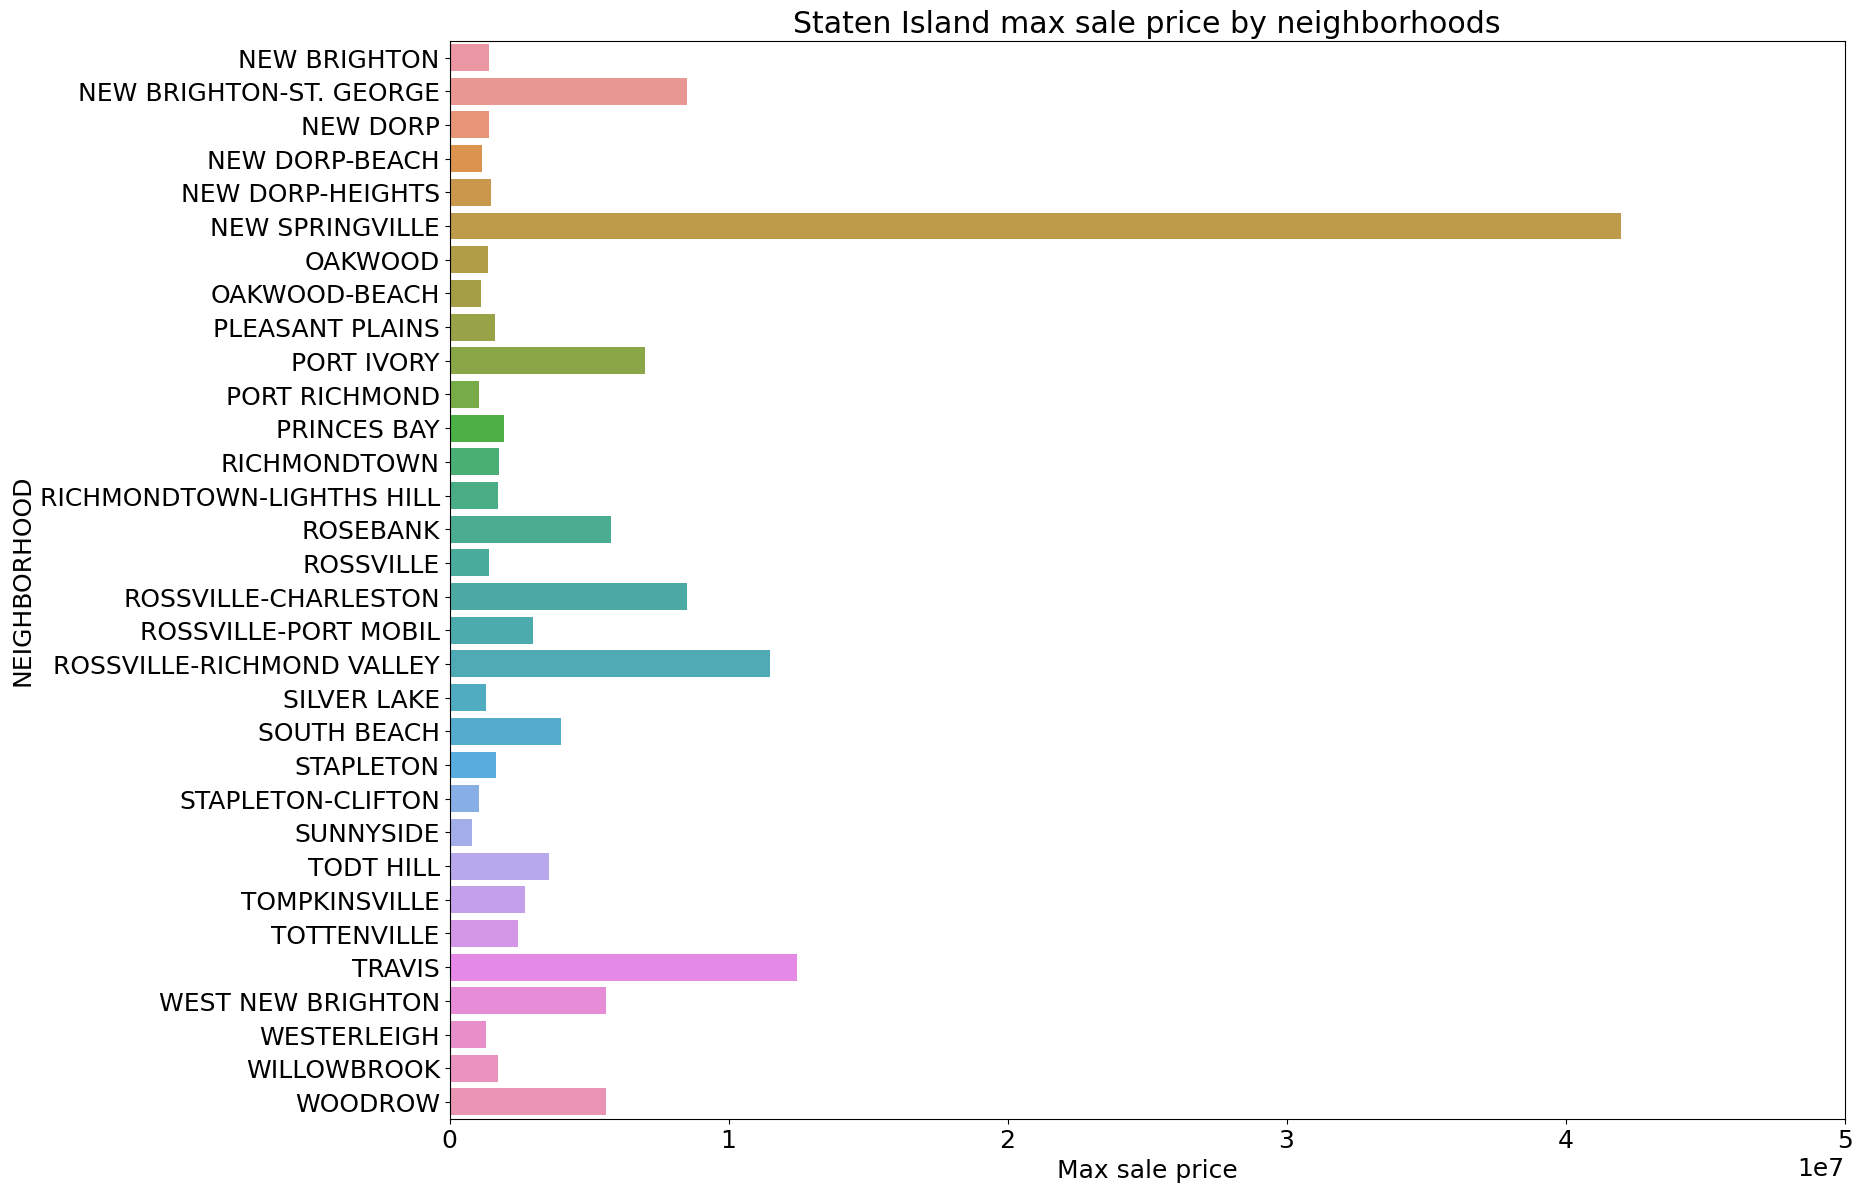 Staten Island max sale price by neighborhoods
NEIGHBORHOOD
NEW BRIGHTON
NEW BRIGHTON-ST. GEORGE
NEW DORP
NEW DORP-BEACH
NEW DORP-HEIGHTS
NEW SPRINGVILLE
OAKWOOD
OAKWOOD-BEACH
PLEASANT PLAINS
PORT IVORY
PORT RICHMOND
PRINCES BAY
RICHMONDTOWN
RICHMONDTOWN-LIGHTHS HILL
ROSEBANK
ROSSVILLE
ROSSVILLE-CHARLESTON
ROSSVILLE-PORT MOBIL
ROSSVILLE-RICHMOND VALLEY
SILVER LAKE
SOUTH BEACH
STAPLETON
STAPLETON-CLIFTON
SUNNYSIDE
TODT HILL
TOMPKINSVILLE
TOTTENVILLE
TRAVIS
WEST NEW BRIGHTON
WESTERLEIGH
WILLOWBROOK
WOODROW
0 1 2 3 4 5
Max sale price
1e7